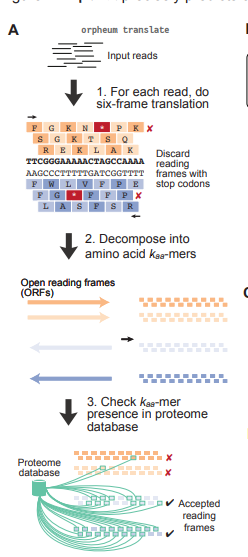 A
orpheum translate
Input reads
1. For each read, do
six-frame translation
F G K N * P K ✘
S G K T S Q
R E K L A K
TTCGGGAAAAACTAGCCAAAA
AAGCCCTTTTTGATCGGTTTT
F W L V F P E
F G * F F P ✘
L A S F S R
Discard
reading
frames with
stop codons
2. Decompose into
amino acid kaa-mers
Open reading frames
(ORFs)
3. Check kaa-mer
presence in proteome
database
Proteome
database
✘
✘
✔ Accepted
reading
✔ frames